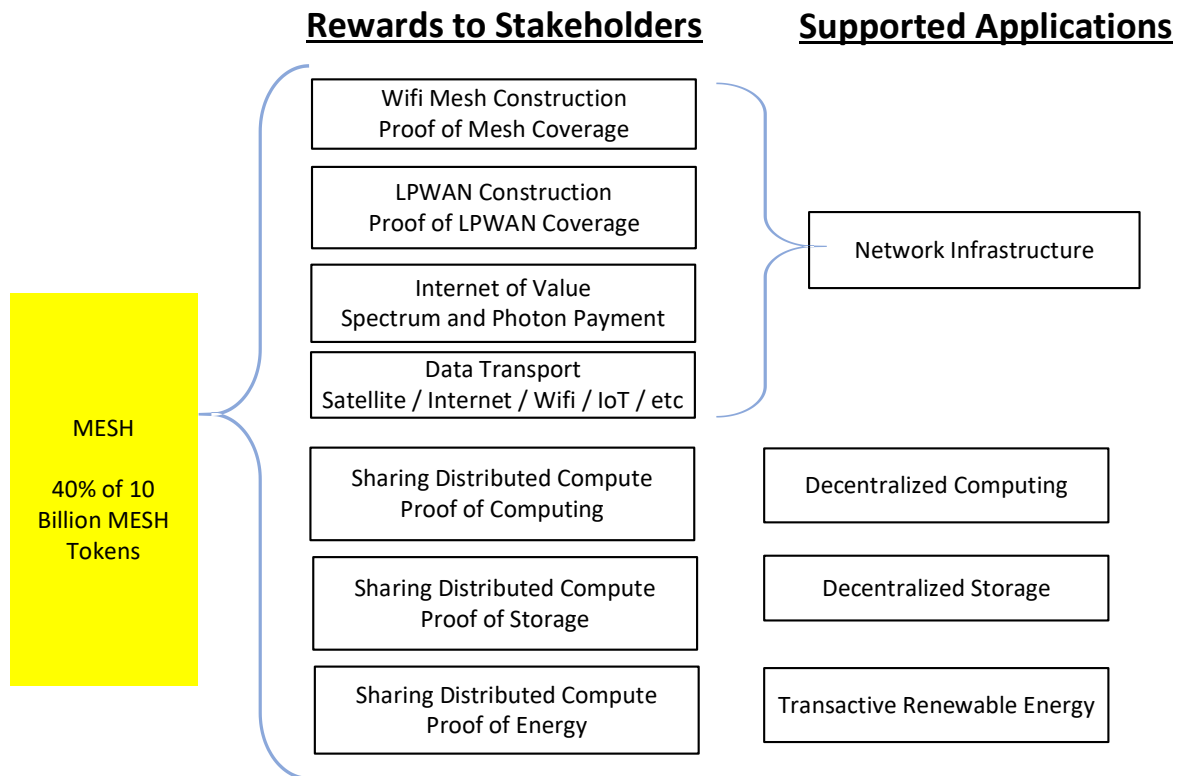 Rewards to Stakeholders
Supported Applications
Wifi Mesh Construction
Proof of Mesh Coverage
LPWAN Construction
Proof of LPWAN Coverage
Network Infrastructure
Internet of Value
Spectrum and Photon Payment
Data Transport
Satellite / Internet / Wifi / IoT / etc
MESH
40% of 10
Billion MESH
Tokens
Sharing Distributed Compute
Proof of Computing
Decentralized Computing
Sharing Distributed Compute
Proof of Storage
Decentralized Storage
Sharing Distributed Compute
Proof of Energy
Transactive Renewable Energy